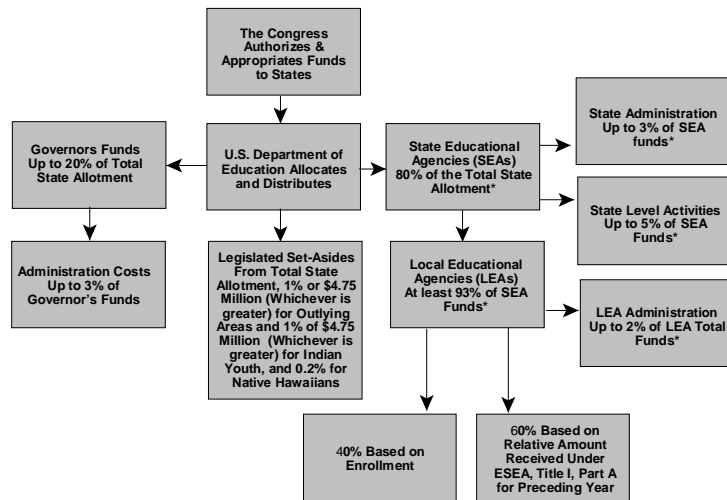 The Congress
Authorizes &
Appropriates Funds
to States
Governors Funds
Up to 20% of Total
State Allotment
U.S. Department of
Education Allocates
and Distributes
State Educational
Agencies (SEAs)
80% of the Total State
Allotment*
State Administration
Up to 3% of SEA
funds*
State Level Activities
Up to 5% of SEA
Funds*
Administration Costs
Up to 3% of
Governor's Funds
Legislated Set-Asides
From Total State
Allotment, 1% or $4.75
Million (Whichever is
greater) for Outlying
Areas and 1% of $4.75
Million (Whichever is
greater) for Indian
Youth, and 0.2% for
Native Hawaiians
Local Educational
Agencies (LEAs)
At least 93% of SEA
Funds*
LEA Administration
Up to 2% of LEA Total
Funds*
40% Based on
Enrollment
60% Based on
Relative Amount
Received Under
ESEA, Title I, Part A
for Preceding Year